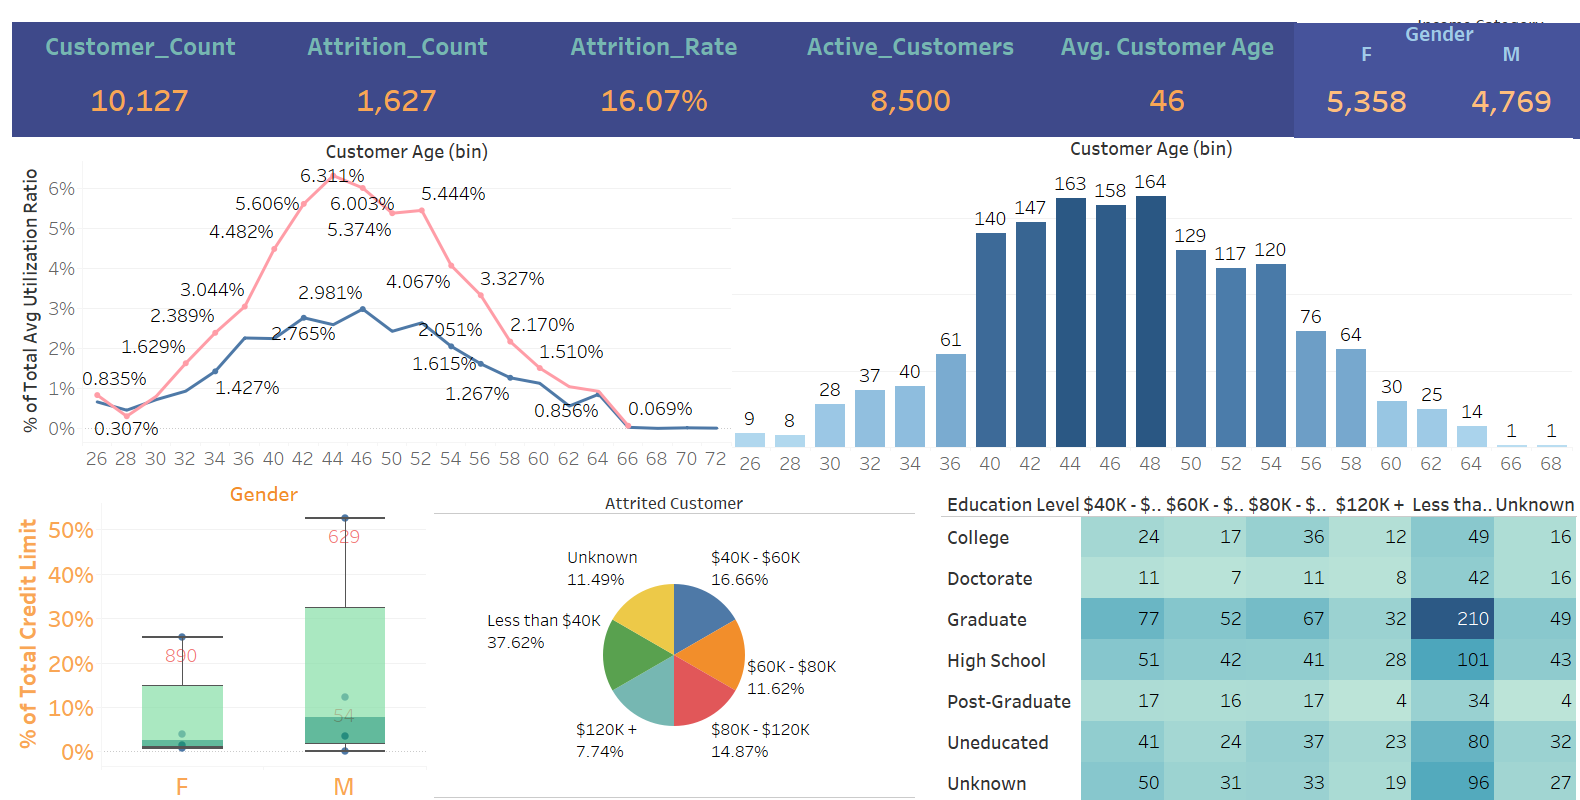 Customer_Count Attrition_Count Attrition_Rate Active_Customers Avg. Customer Age Gender
F M
10,127 1,627 16.07% 8,500 46 5,358 4,769
Customer Age (bin)
% of Total Avg Utilization Ratio
6%
5%
4%
3%
2%
1%
0%
6.311%
5.606%
6.003%
5.444%
4.482%
5.374%
3.044%
2.981%
4.067%
3.327%
2.389%
2.765%
2.051%
2.170%
1.629%
1.615%
1.510%
0.835%
1.427%
1.267%
0.856%
0.069%
0.307%
26 28 30 32 34 36 40 42 44 46 50 52 54 56 58 60 62 64 66 68 70 72
Customer Age (bin)
9 8 28 37 40 61 140 147 163 158 164 129 117 120 76 64 30 25 14 1 1
26 28 30 32 34 36 40 42 44 46 48 50 52 54 56 58 60 62 64 66 68
Gender
% of Total Credit Limit
50%
40%
30%
20%
10%
0%
629
890
54
F M
Attrited Customer
Unknown
11.49%
$40K - $60K
16.66%
Less than $40K
37.62%
$60K - $80K
11.62%
$120K +
7.74%
$80K - $120K
14.87%
Education Level $40K - $.. $60K - $.. $80K - $.. $120K + Less tha.. Unknown
College 24 17 36 12 49 16
Doctorate 11 7 11 8 42 16
Graduate 77 52 67 32 210 49
High School 51 42 41 28 101 43
Post-Graduate 17 16 17 4 34 4
Uneducated 41 24 37 23 80 32
Unknown 50 31 33 19 96 27